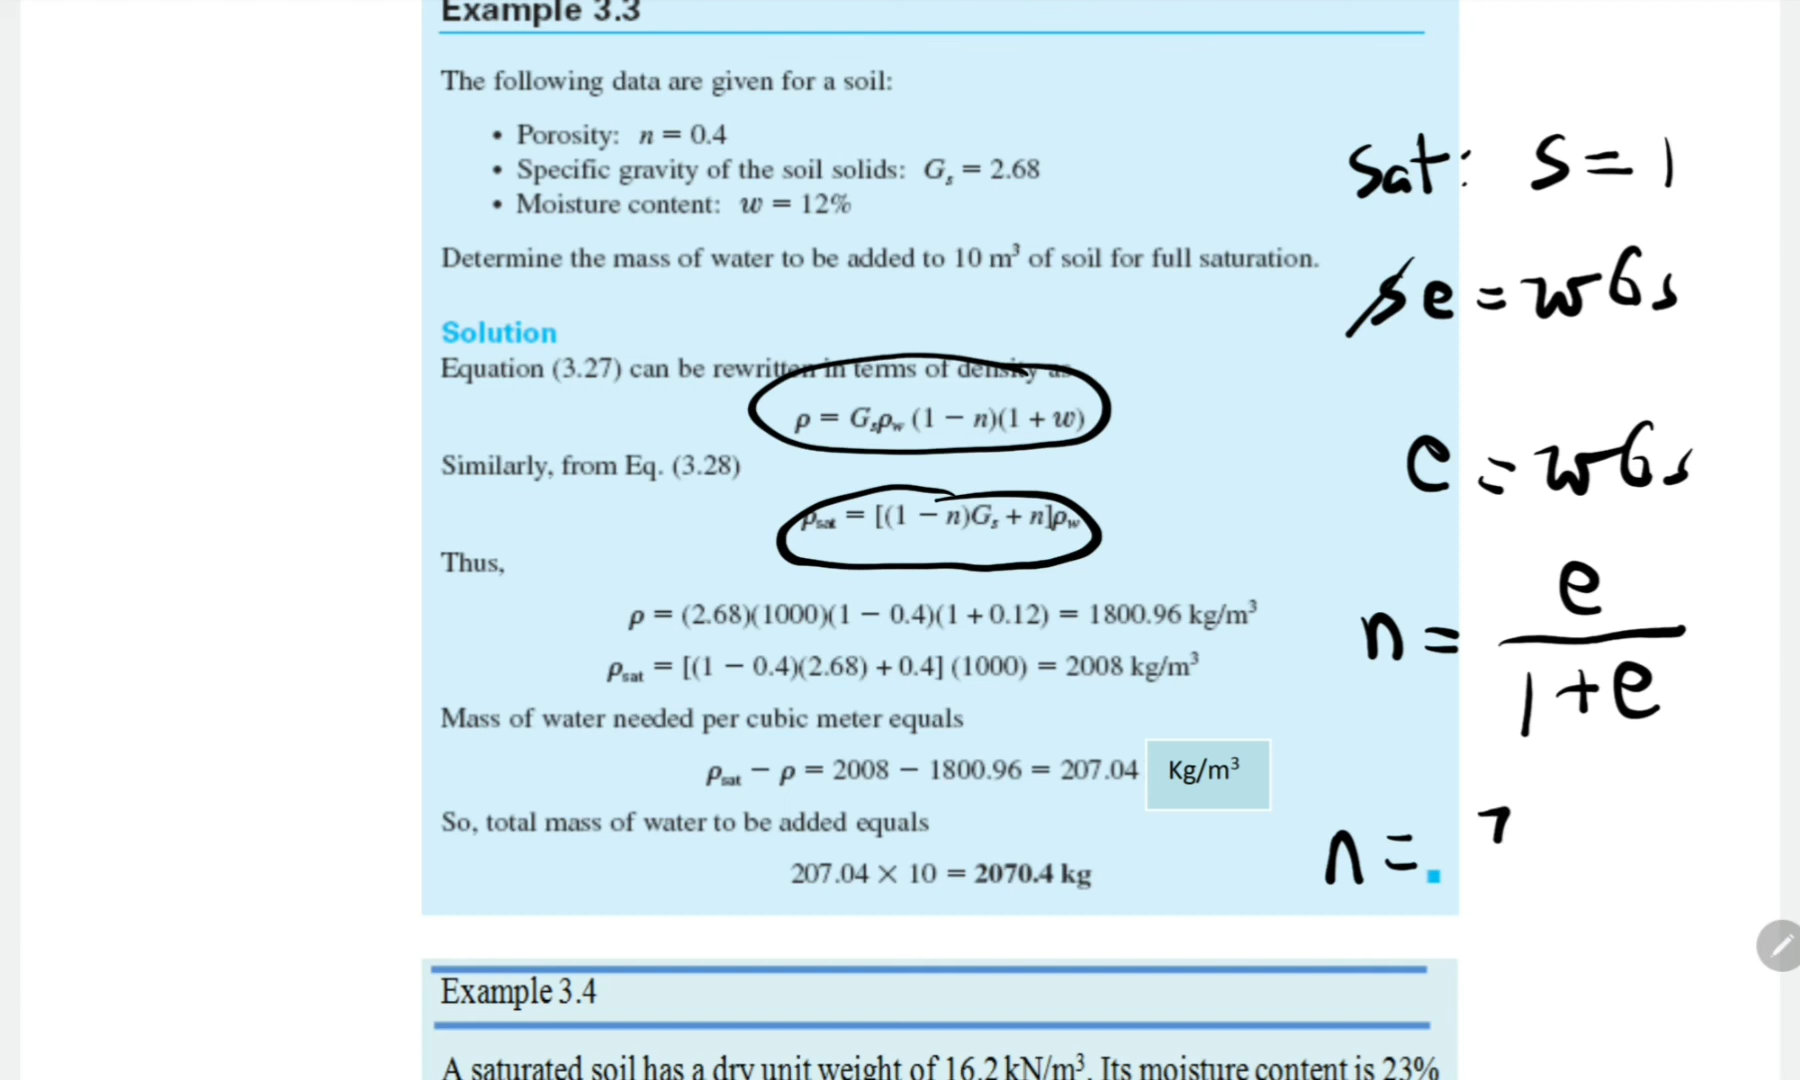 Example 3.3
The following data are given for a soil:
• Porosity: n = 0.4
• Specific gravity of the soil solids: Gs = 2.68
• Moisture content: w = 12%
Determine the mass of water to be added to 10 m³ of soil for full saturation.
Solution
Equation (3.27) can be rewritten in terms of density as
ρ = Gsρw (1 − n)(1 + w)
Similarly, from Eq. (3.28)
ρsat = [(1 − n)Gs + n]ρw
Thus,
ρ = (2.68)(1000)(1 − 0.4)(1 + 0.12) = 1800.96 kg/m³
ρsat = [(1 − 0.4)(2.68) + 0.4] (1000) = 2008 kg/m³
Mass of water needed per cubic meter equals
ρsat − ρ = 2008 − 1800.96 = 207.04 Kg/m³
So, total mass of water to be added equals
207.04 × 10 = 2070.4 kg
Sat: S = 1
Se = wGs
e = wGs
n = e
1+e
n =
Example 3.4
A saturated soil has a dry unit weight of 16.2 kN/m³. Its moisture content is 23%